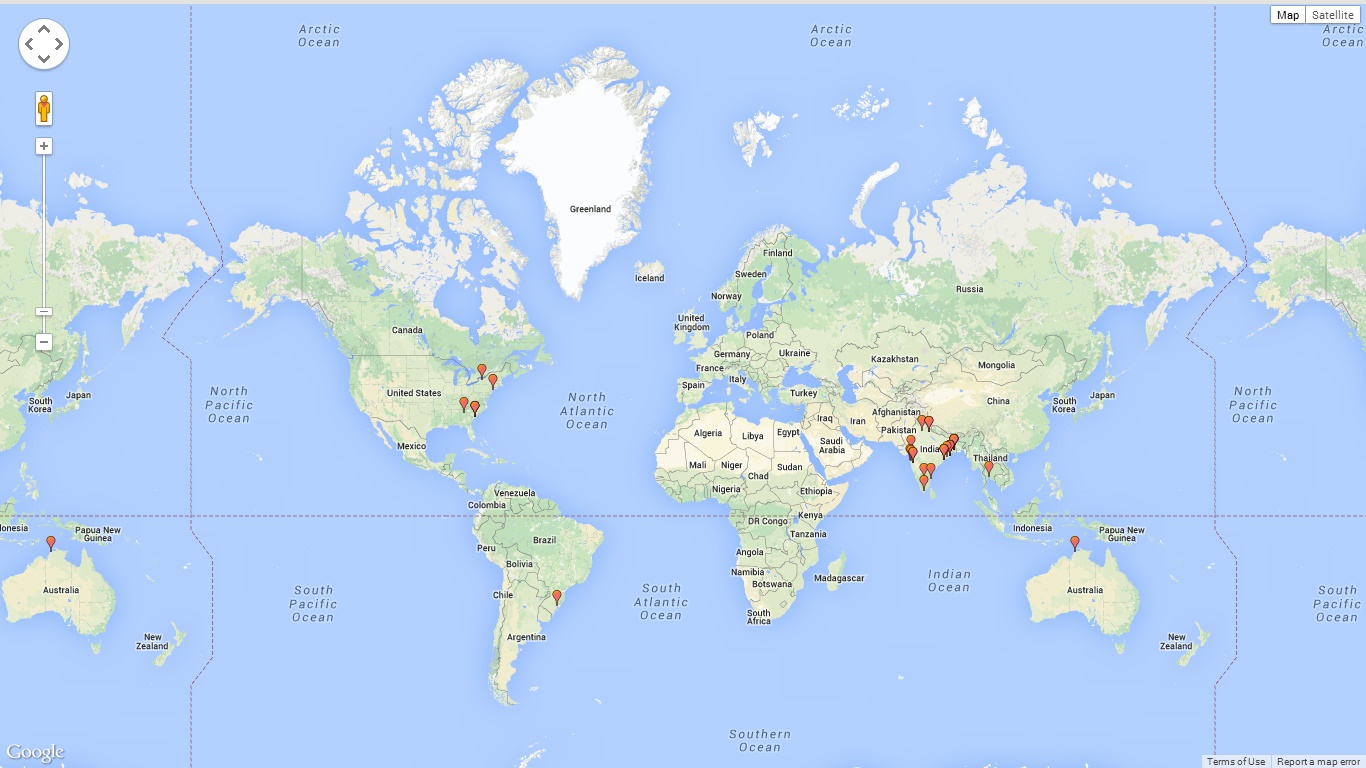 Map
Satellite
Arctic
Ocean
Arctic
Ocean
Arctic
Ocean
Greenland
Iceland
Finland
Sweden
Norway
Russia
United
Kingdom
Canada
Poland
Germany
Ukraine
Kazakhstan
Mongolia
France
Italy
Spain
Turkey
United States
North
Pacific
Ocean
North
Atlantic
Ocean
North
Pacific
Ocean
South
Korea
Japan
China
South
Korea
Japan
Afghanistan
Iraq
Iran
Pakistan
Algeria
Libya
Egypt
Saudi
Arabia
India
Mexico
Mali
Niger
Chad
Sudan
Thailand
Nigeria
Ethiopia
Venezuela
Colombia
DR Congo
Kenya
Tanzania
onesia
Papua New
Guinea
Indonesia
Papua New
Guinea
Peru
Brazil
Bolivia
Angola
Namibia
Botswana
Madagascar
Australia
South
Pacific
Ocean
Chile
South
Atlantic
Ocean
Indian
Ocean
Australia
South
Pacific
Ocean
South
Africa
Argentina
New
Zealand
New
Zealand
Southern
Ocean
Google
Terms of Use
Report a map error